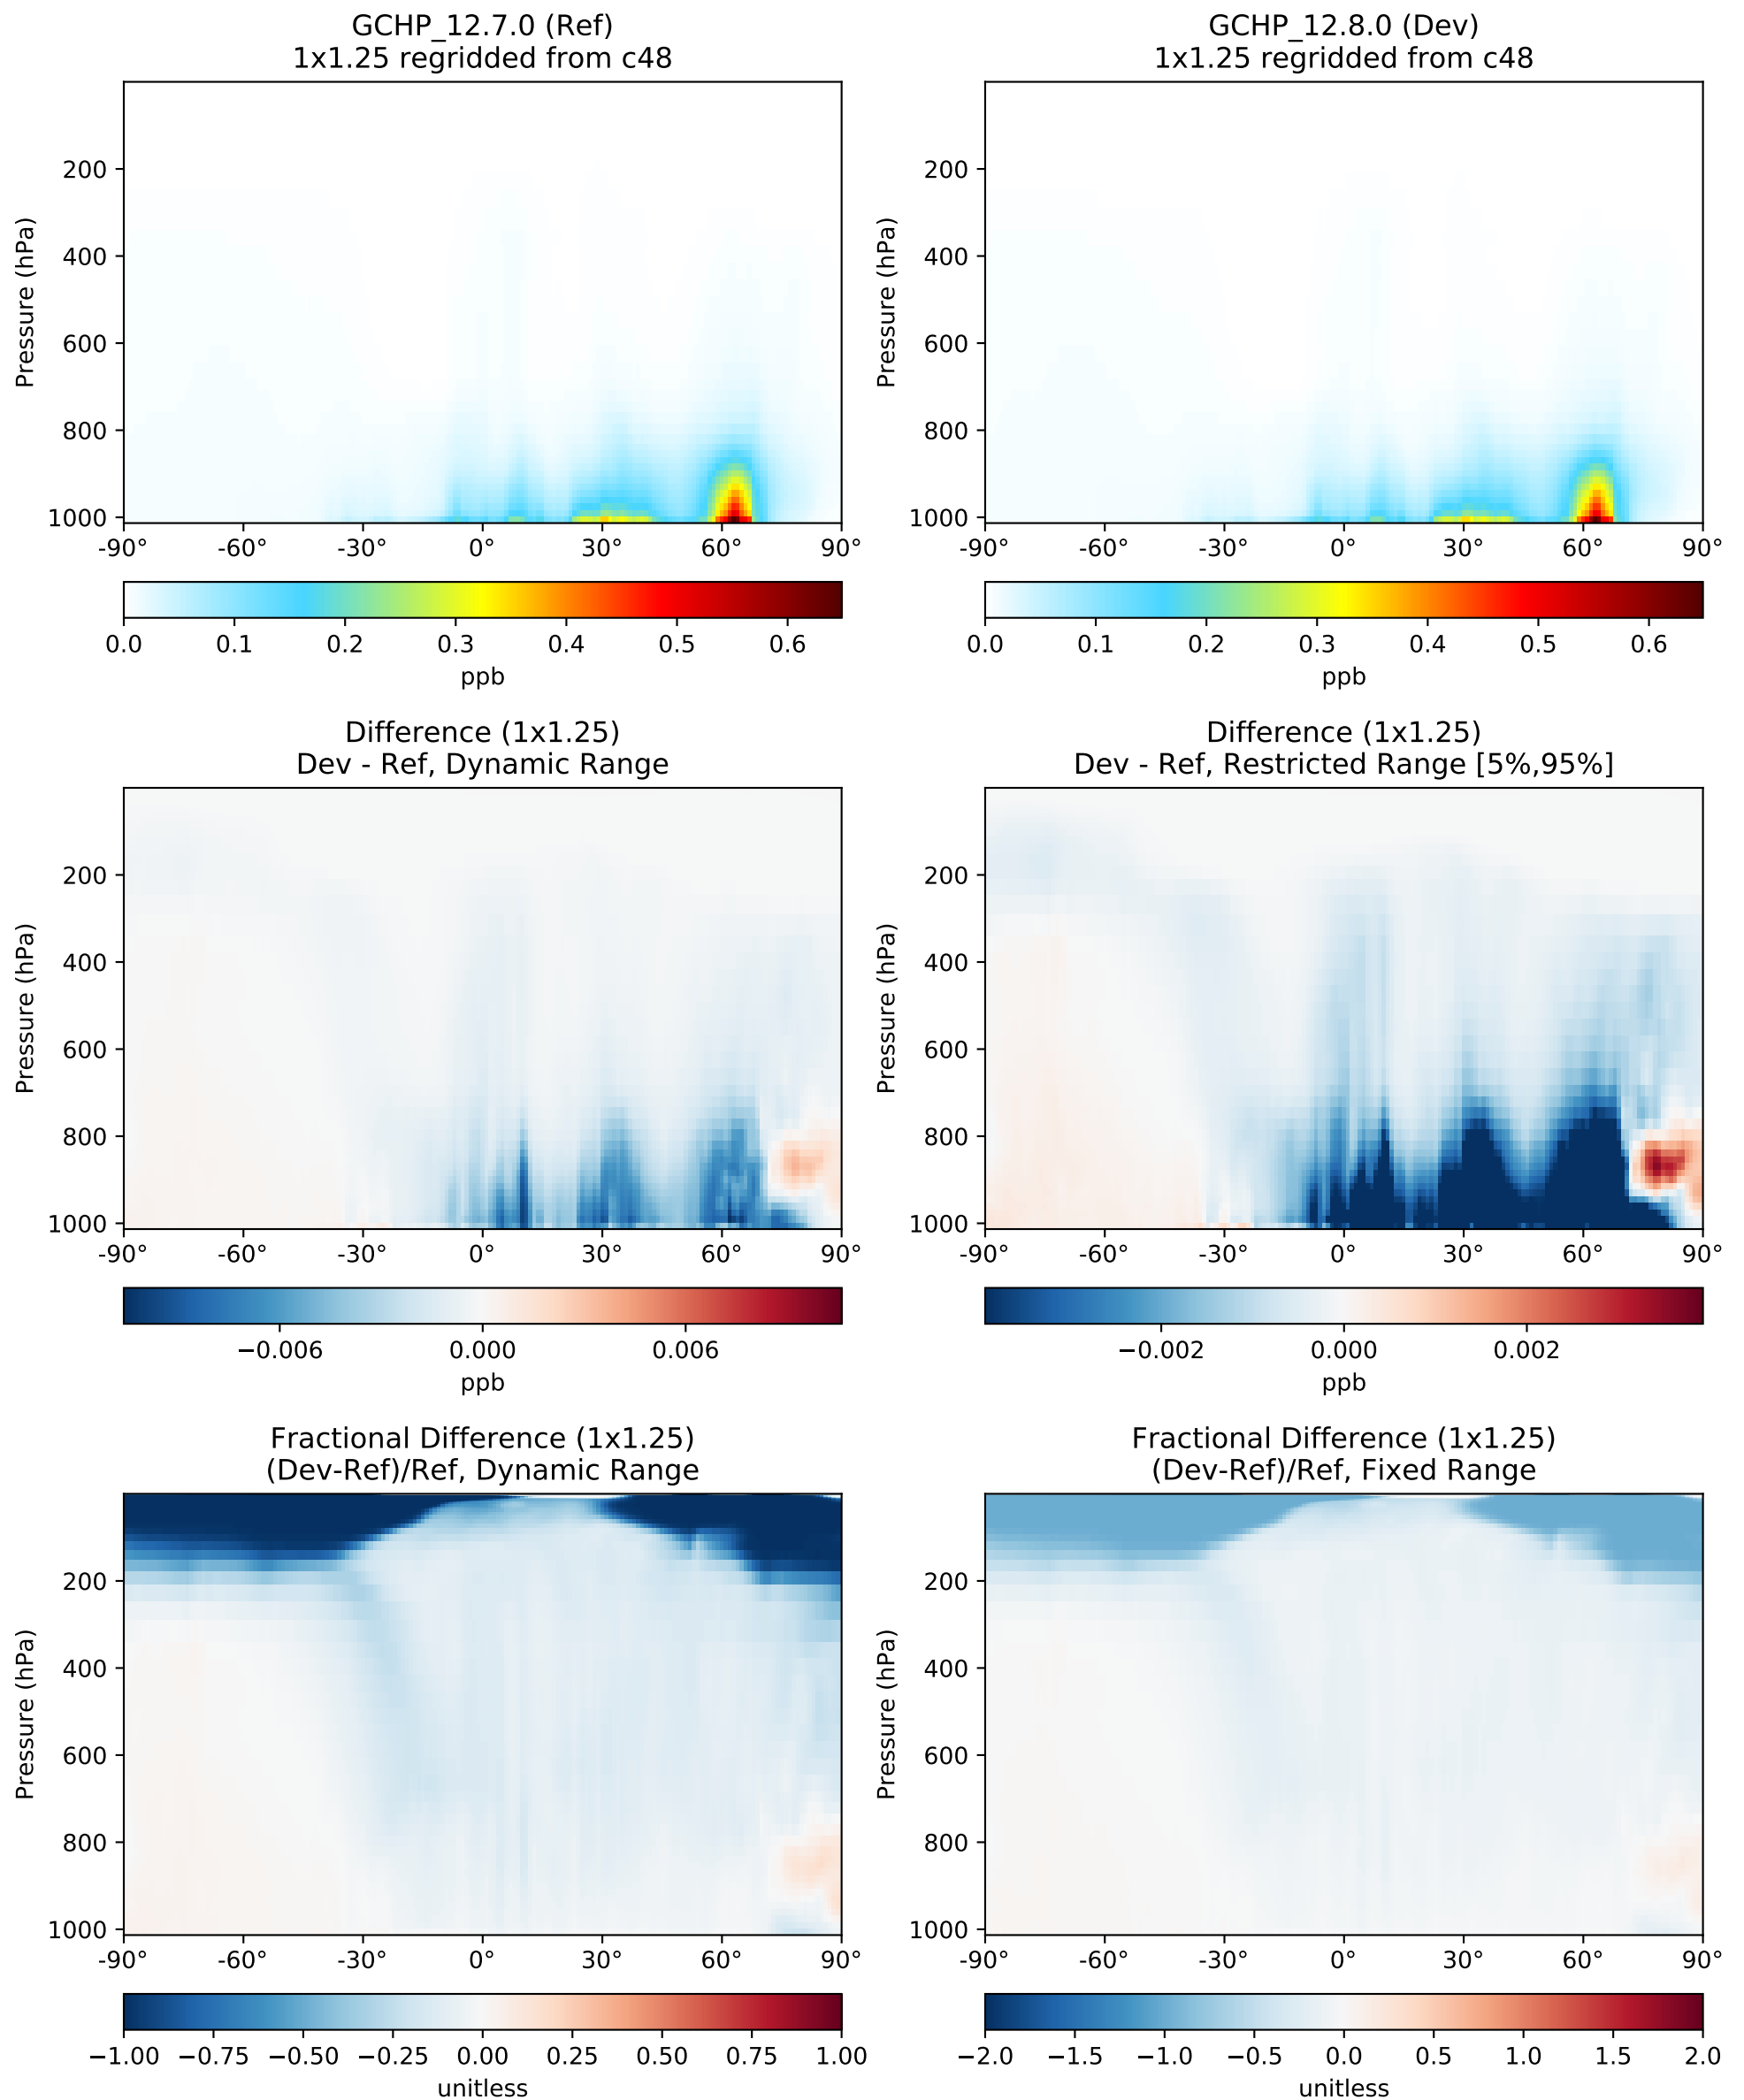 GCHP_12.7.0 (Ref)
1x1.25 regridded from c48
Pressure (hPa)
200
400
600
800
1000
-90° -60° -30° 0° 30° 60° 90°
0.0 0.1 0.2 0.3 0.4 0.5 0.6
ppb
GCHP_12.8.0 (Dev)
1x1.25 regridded from c48
Pressure (hPa)
200
400
600
800
1000
-90° -60° -30° 0° 30° 60° 90°
0.0 0.1 0.2 0.3 0.4 0.5 0.6
ppb
Difference (1x1.25)
Dev - Ref, Dynamic Range
Pressure (hPa)
200
400
600
800
1000
-90° -60° -30° 0° 30° 60° 90°
−0.006 0.000 0.006
ppb
Difference (1x1.25)
Dev - Ref, Restricted Range [5%,95%]
Pressure (hPa)
200
400
600
800
1000
-90° -60° -30° 0° 30° 60° 90°
−0.002 0.000 0.002
ppb
Fractional Difference (1x1.25)
(Dev-Ref)/Ref, Dynamic Range
Pressure (hPa)
200
400
600
800
1000
-90° -60° -30° 0° 30° 60° 90°
−1.00 −0.75 −0.50 −0.25 0.00 0.25 0.50 0.75 1.00
unitless
Fractional Difference (1x1.25)
(Dev-Ref)/Ref, Fixed Range
Pressure (hPa)
200
400
600
800
1000
-90° -60° -30° 0° 30° 60° 90°
−2.0 −1.5 −1.0 −0.5 0.0 0.5 1.0 1.5 2.0
unitless